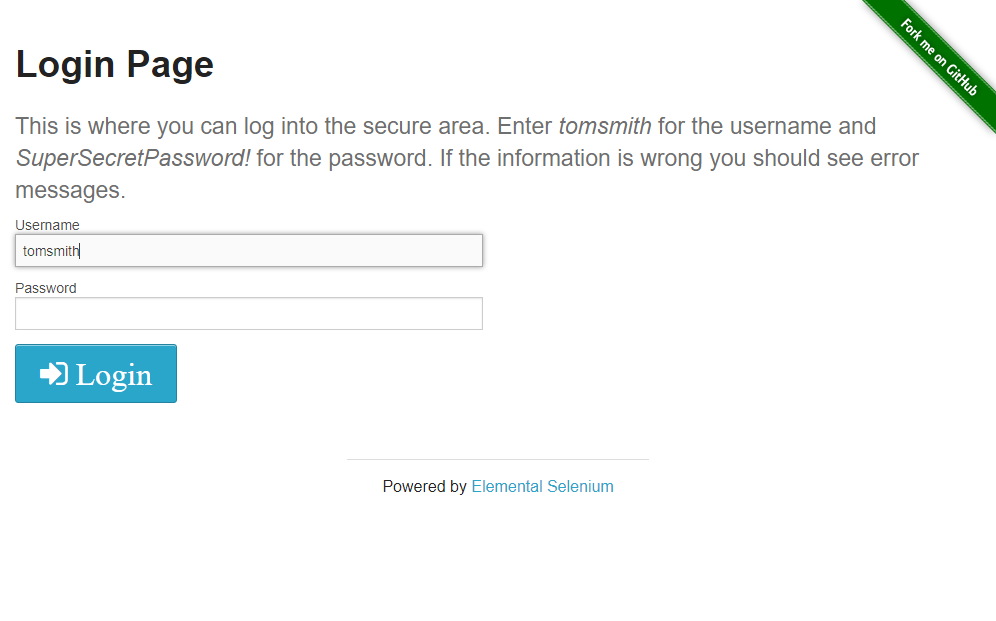 Fork me on GitHub
Login Page
This is where you can log into the secure area. Enter tomsmith for the username and
SuperSecretPassword! for the password. If the information is wrong you should see error
messages.
Username
tomsmith
Password
Login
Powered by Elemental Selenium